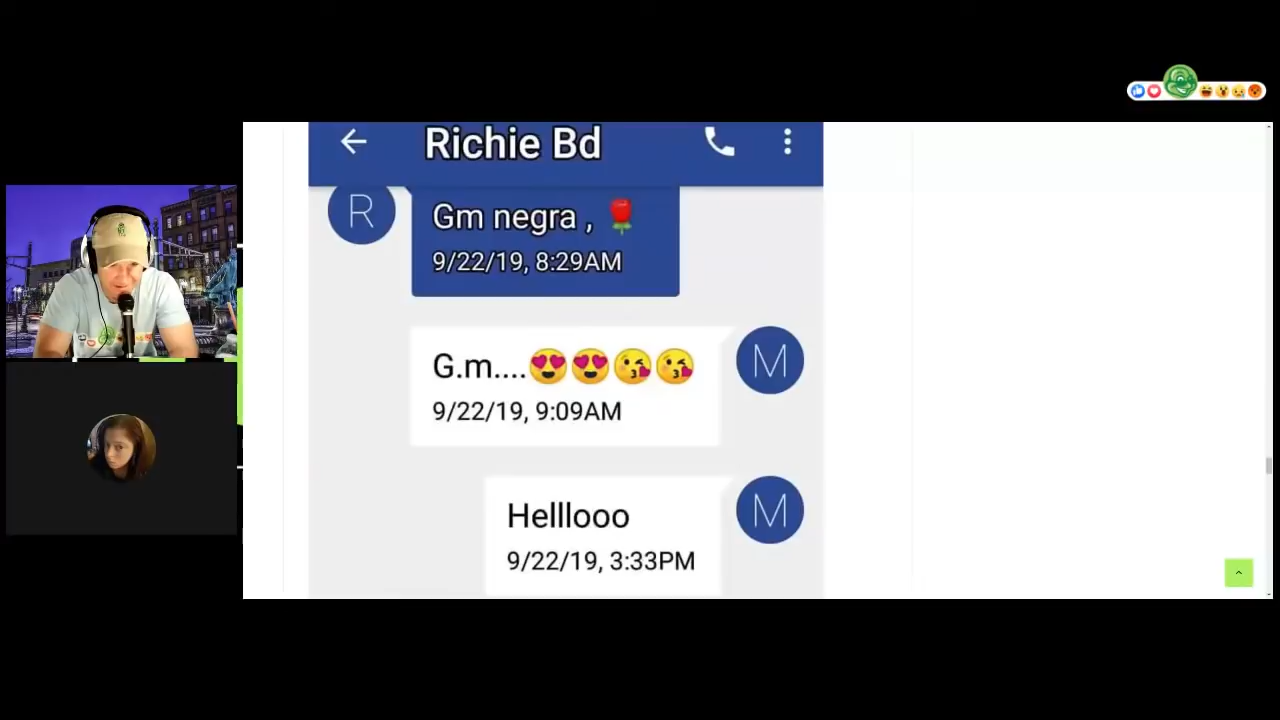 Richie Bd
R
Gm negra , 🌹
9/22/19, 8:29AM
G.m....😍😍😘😘
9/22/19, 9:09AM
M
Helllooo
9/22/19, 3:33PM
M